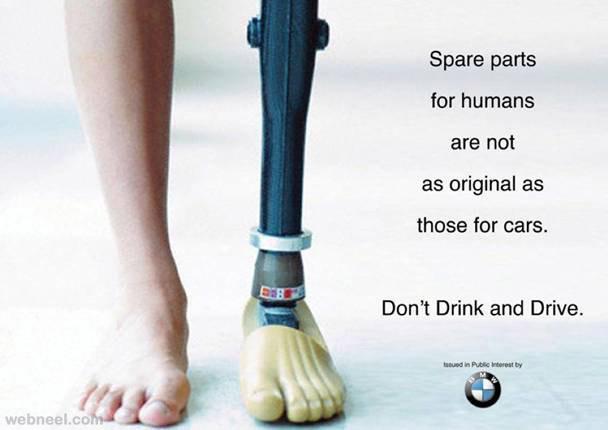 Spare parts
for humans
are not
as original as
those for cars.
Don't Drink and Drive.
Issued in Public Interest by
BMW
webneel.com